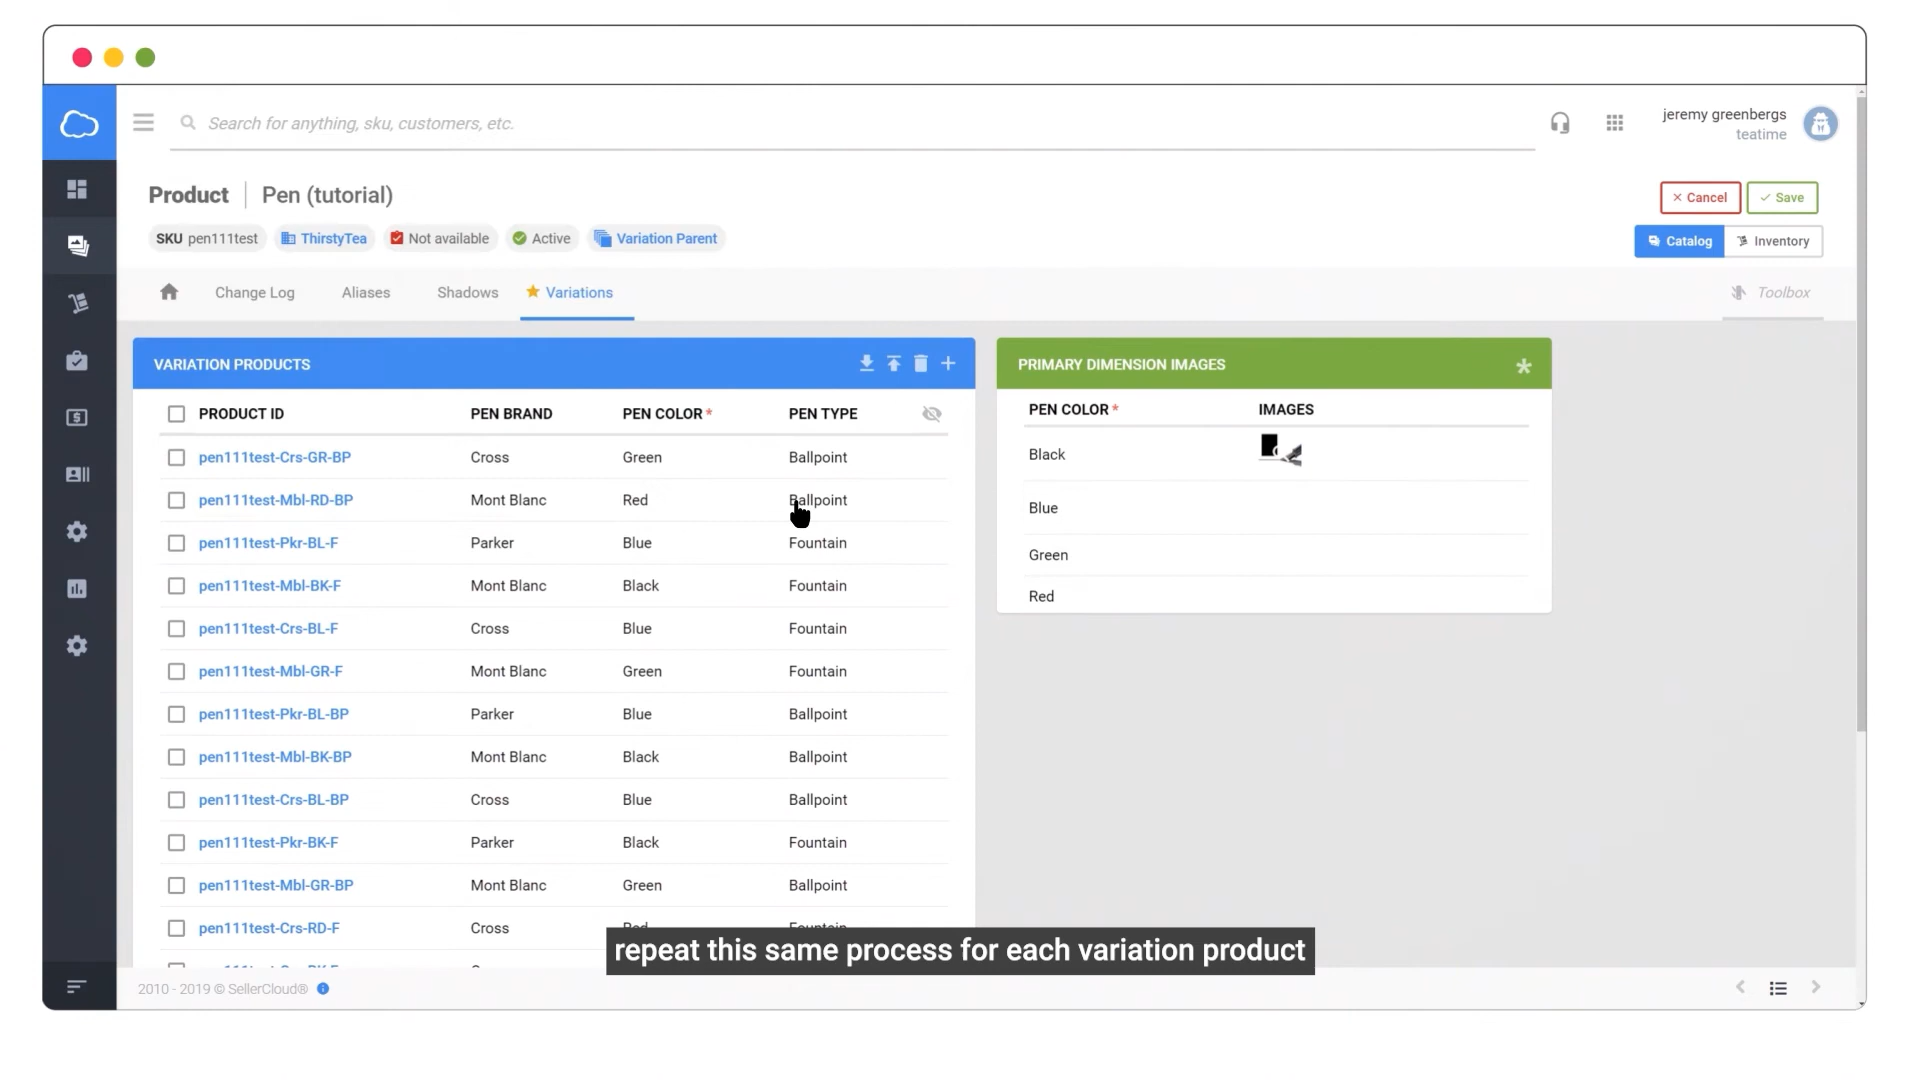 Search for anything, sku, customers, etc.
jeremy greenbergs
teatime
Product Pen (tutorial)
Cancel Save
SKU pen111test ThirstyTea Not available Active Variation Parent
Catalog Inventory
Change Log Aliases Shadows Variations Toolbox
VARIATION PRODUCTS
PRODUCT ID PEN BRAND PEN COLOR * PEN TYPE
pen111test-Crs-GR-BP Cross Green Ballpoint
pen111test-Mbl-RD-BP Mont Blanc Red Ballpoint
pen111test-Pkr-BL-F Parker Blue Fountain
pen111test-Mbl-BK-F Mont Blanc Black Fountain
pen111test-Crs-BL-F Cross Blue Fountain
pen111test-Mbl-GR-F Mont Blanc Green Fountain
pen111test-Pkr-BL-BP Parker Blue Ballpoint
pen111test-Mbl-BK-BP Mont Blanc Black Ballpoint
pen111test-Crs-BL-BP Cross Blue Ballpoint
pen111test-Pkr-BK-F Parker Black Fountain
pen111test-Mbl-GR-BP Mont Blanc Green Ballpoint
pen111test-Crs-RD-F Cross Red Fountain
PRIMARY DIMENSION IMAGES
PEN COLOR * IMAGES
Black
Blue
Green
Red
repeat this same process for each variation product
2010 - 2019 © SellerCloud®